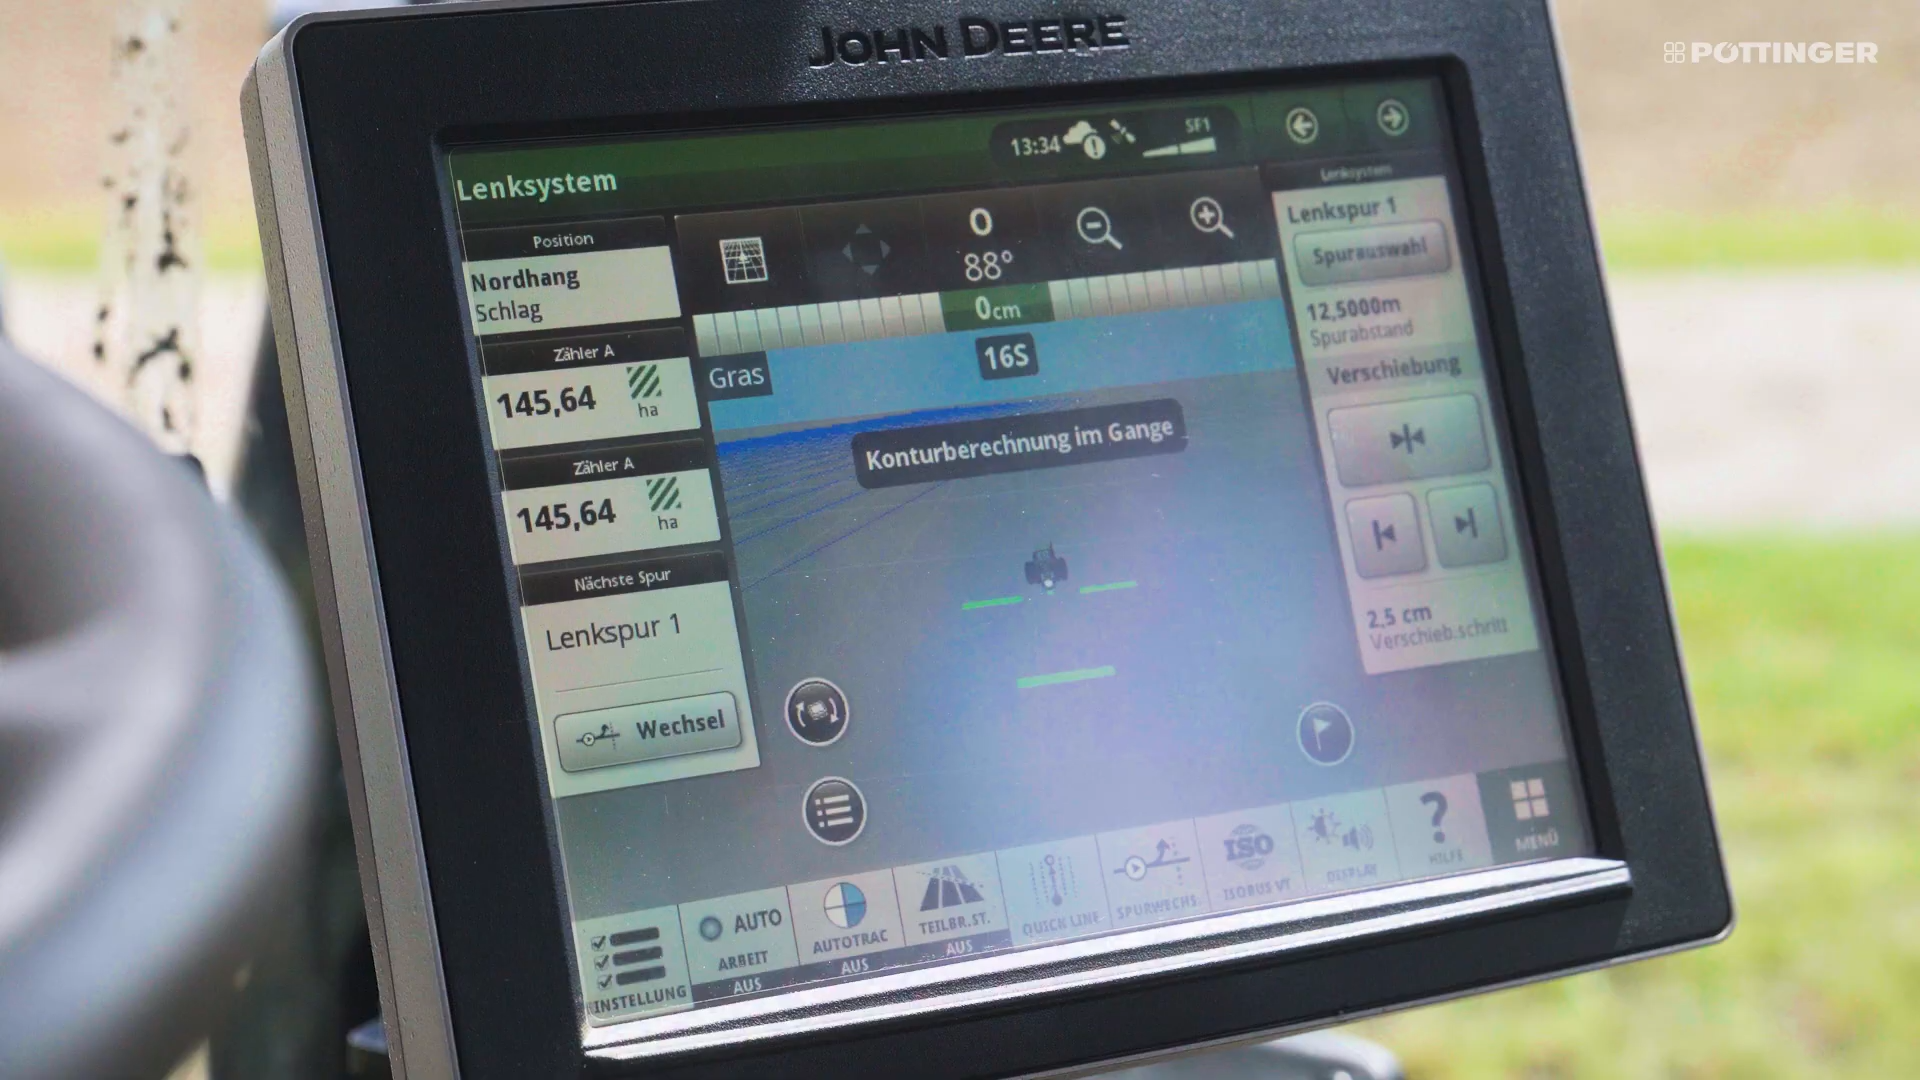 JOHN DEERE
PÖTTINGER
Lenksystem
13:34
SF1
Position
Nordhang
Schlag
Zähler A
145,64
ha
Zähler A
145,64
ha
Nächste Spur
Lenkspur 1
Wechsel
0
88°
0cm
Gras
16S
Konturberechnung im Gange
Lenksystem
Lenkspur 1
Spurauswahl
12,5000m
Spurabstand
Verschiebung
2,5 cm
Verschieb.schritt
INSTELLUNG
AUTO
ARBEIT
AUS
AUTOTRAC
AUS
TEILBR.ST.
AUS
QUICK LINE
SPURWECHS.
ISO
ISOBUS VT
DISPLAY
?
HILFE
MENÜ